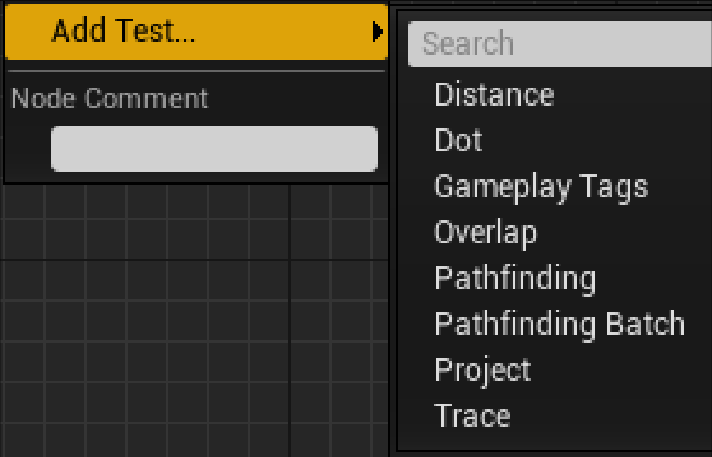 Add Test...
Node Comment
Search
Distance
Dot
Gameplay Tags
Overlap
Pathfinding
Pathfinding Batch
Project
Trace